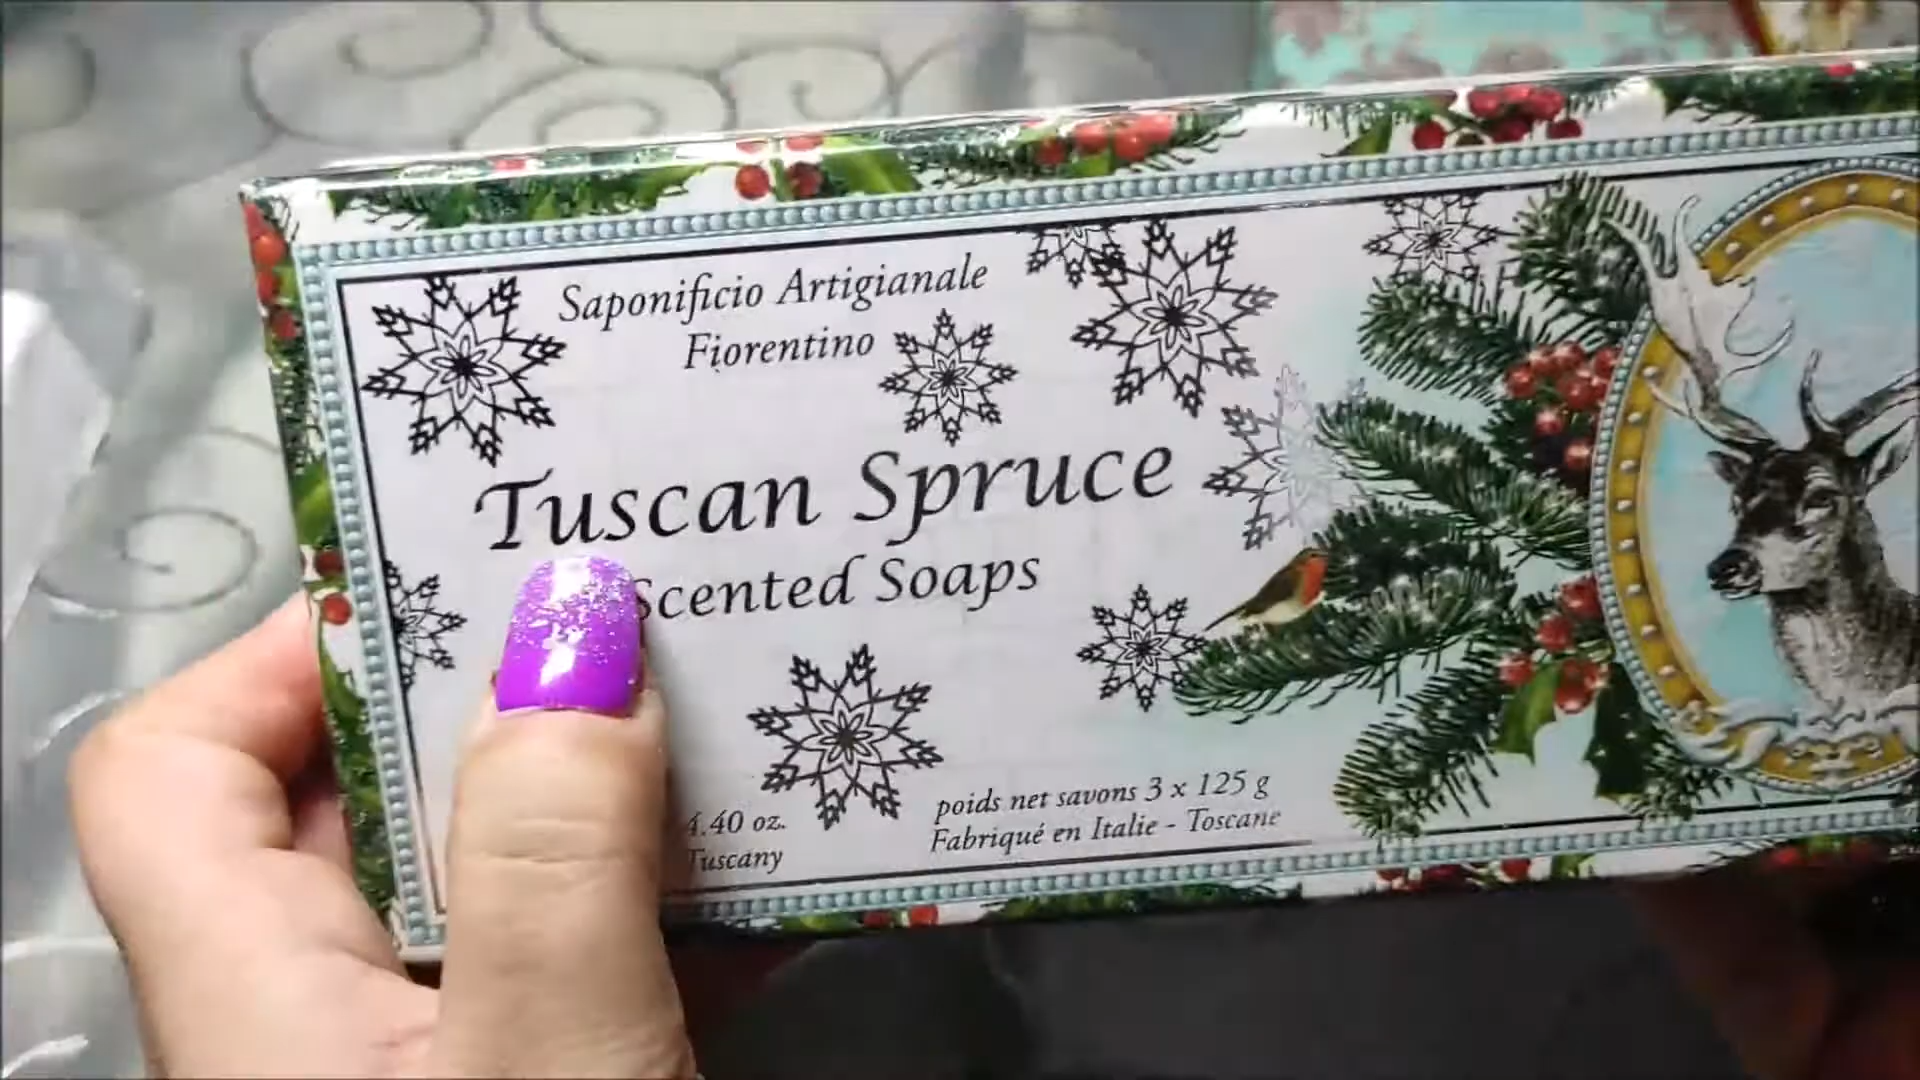 Saponificio Artigianale
Fiorentino
Tuscan Spruce
Scented Soaps
4.40 oz.
Tuscany
poids net savons 3 x 125 g
Fabriqué en Italie - Toscane